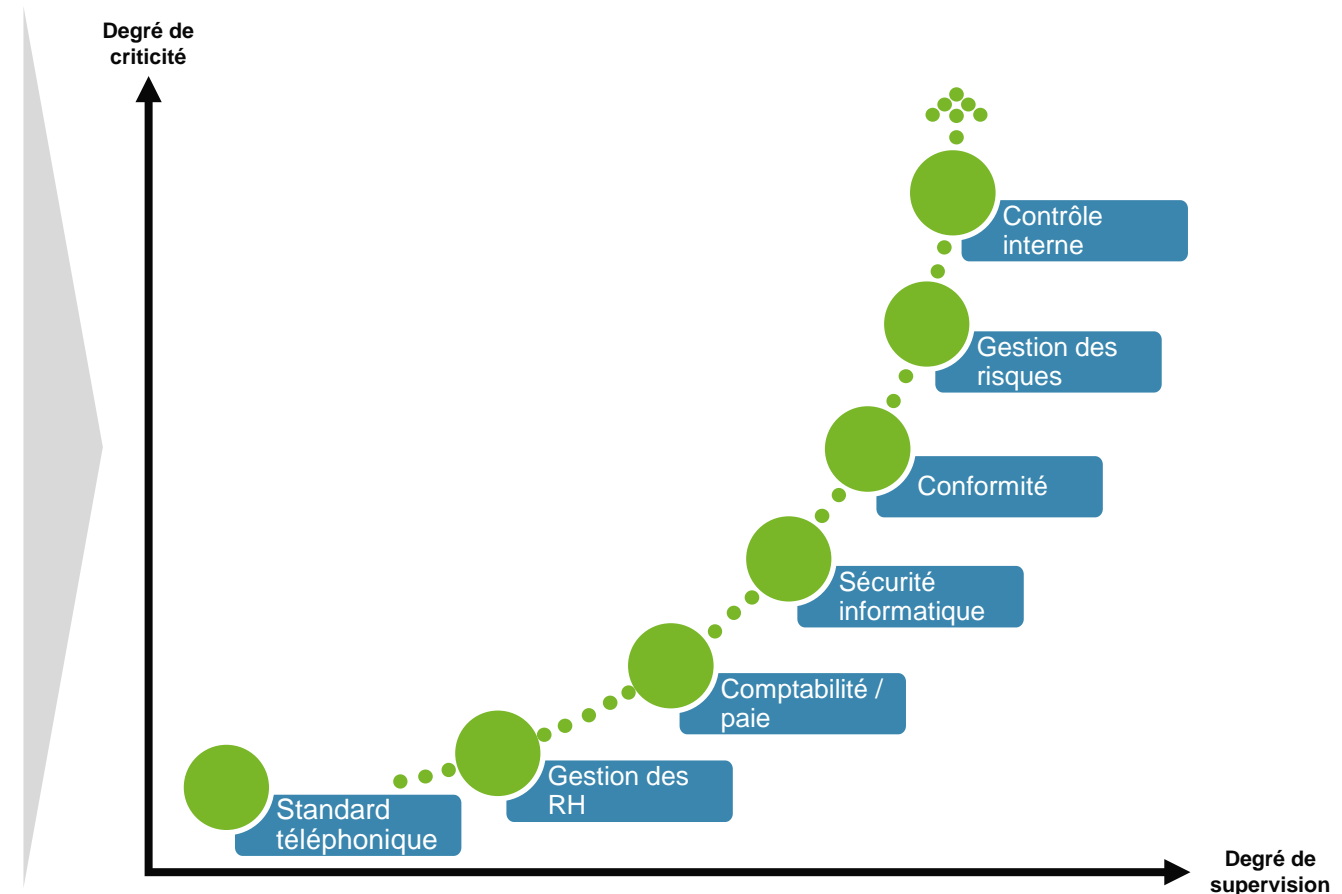 Degré de
criticité
Contrôle
interne
Gestion des
risques
Conformité
Sécurité
informatique
Comptabilité /
paie
Gestion des
RH
Standard
téléphonique
Degré de
supervision